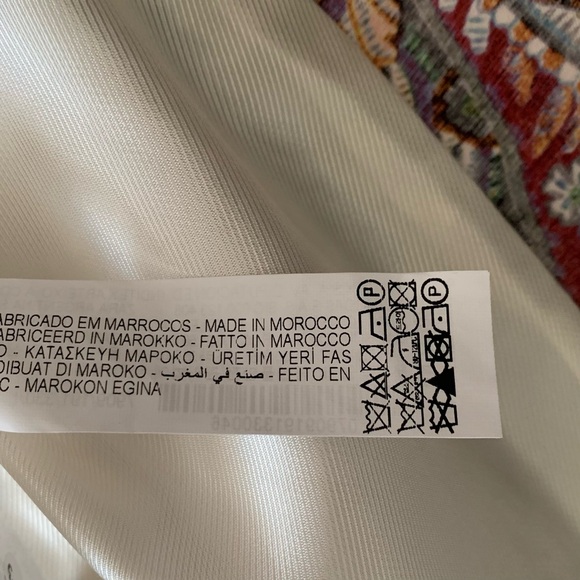 ABRICADO EM MARROCOS - MADE IN MOROCCO
ABRICEERD IN MAROKKO - FATTO IN MAROCCO
O - ΚΑΤΑΣΚΕΥΗ ΜΑΡΟΚΟ - ÜRETİM YERİ FAS
DIBUAT DI MAROKO - صنع في المغرب - FEITO EN
C - MAROKON EGINA
P
P